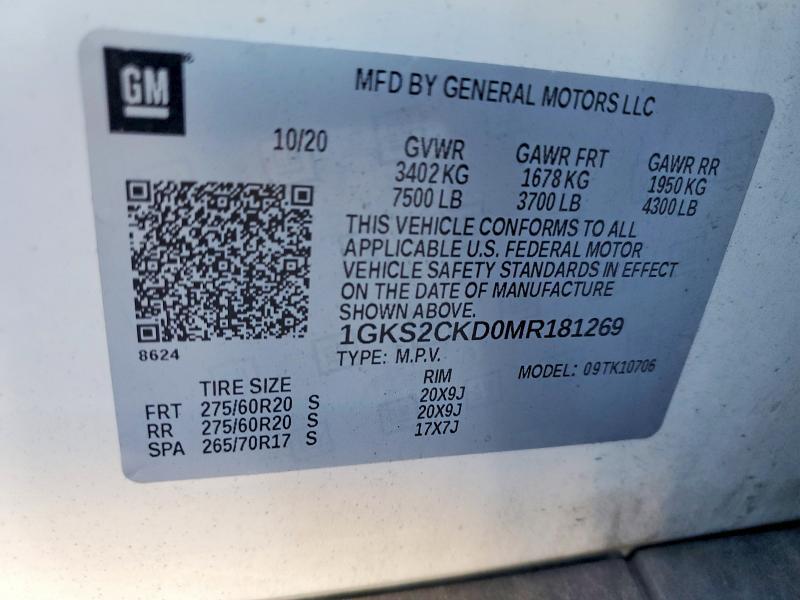 GM
MFD BY GENERAL MOTORS LLC
10/20 GVWR GAWR FRT GAWR RR
3402 KG 1678 KG 1950 KG
7500 LB 3700 LB 4300 LB
THIS VEHICLE CONFORMS TO ALL
APPLICABLE U.S. FEDERAL MOTOR
VEHICLE SAFETY STANDARDS IN EFFECT
ON THE DATE OF MANUFACTURE
SHOWN ABOVE.
1GKS2CKD0MR181269
8624
TYPE: M.P.V. MODEL: 09TK10706
TIRE SIZE RIM
FRT 275/60R20 S 20X9J
RR 275/60R20 S 20X9J
SPA 265/70R17 S 17X7J